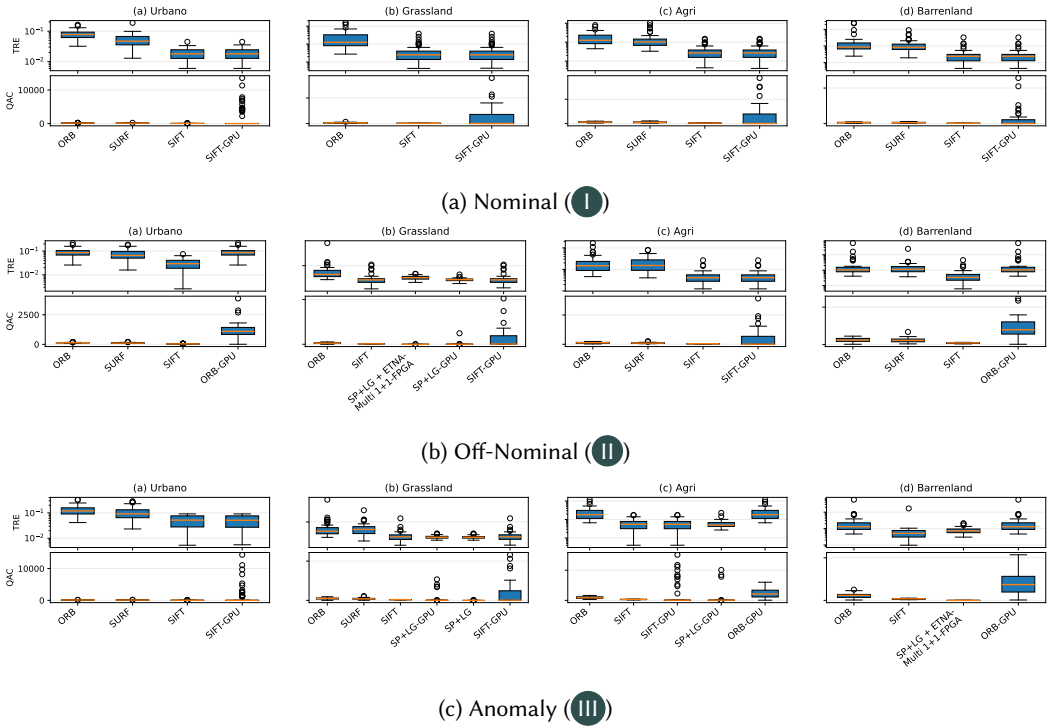 (a) Urbano
(b) Grassland
(c) Agri
(d) Barrenland
TRE
10⁻¹
10⁻²
QAC
10000
0
ORB
SURF
SIFT
SIFT-GPU
ORB
SIFT
SIFT-GPU
ORB
SURF
SIFT
SIFT-GPU
ORB
SURF
SIFT
SIFT-GPU
(a) Nominal (I)
(a) Urbano
(b) Grassland
(c) Agri
(d) Barrenland
TRE
10⁻¹
10⁻²
QAC
2500
0
ORB
SURF
SIFT
ORB-GPU
ORB
SIFT
SP+LG + ETNA-
Multi 1+1-FPGA
SP+LG-GPU
SIFT-GPU
ORB
SURF
SIFT
SIFT-GPU
ORB
SURF
SIFT
ORB-GPU
(b) Off-Nominal (II)
(a) Urbano
(b) Grassland
(c) Agri
(d) Barrenland
TRE
10⁻¹
10⁻²
QAC
10000
0
ORB
SURF
SIFT
SIFT-GPU
ORB
SURF
SIFT
SP+LG-GPU
SP+LG
SIFT-GPU
ORB
SIFT
SIFT-GPU
SP+LG-GPU
ORB-GPU
ORB
SIFT
SP+LG + ETNA-
Multi 1+1-FPGA
ORB-GPU
(c) Anomaly (III)